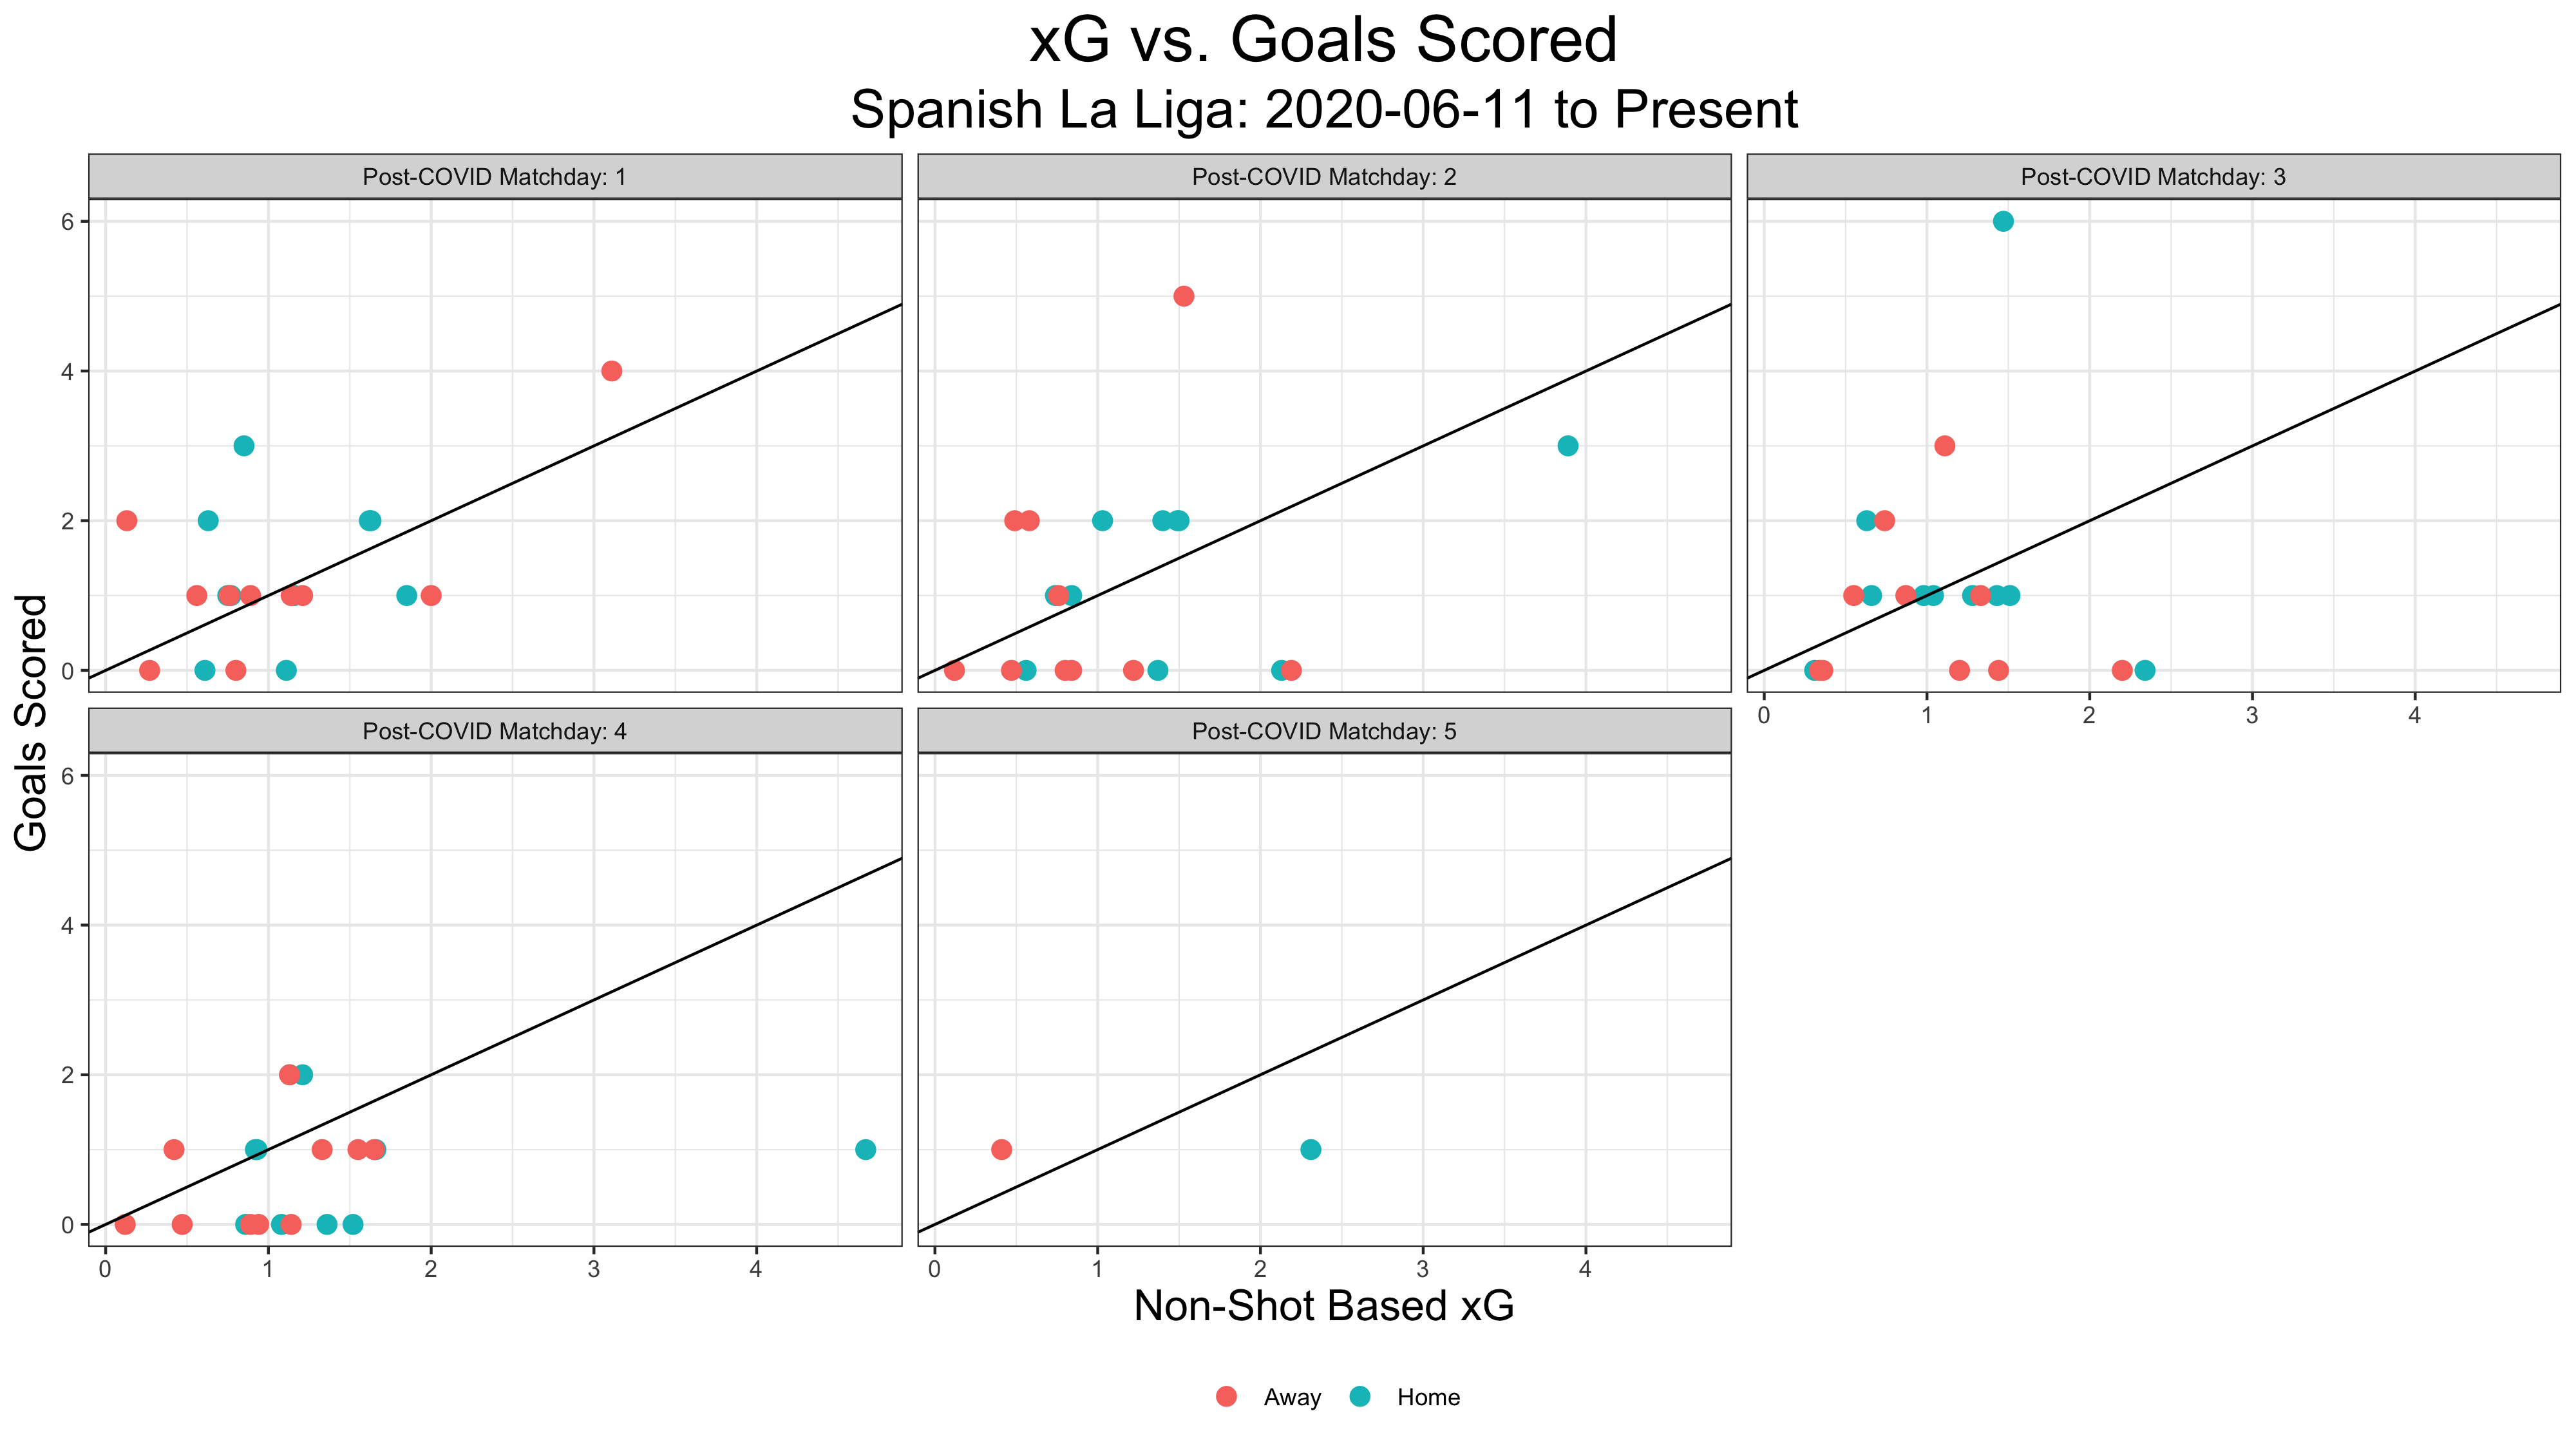 xG vs. Goals Scored
Spanish La Liga: 2020-06-11 to Present
Post-COVID Matchday: 1
Post-COVID Matchday: 2
Post-COVID Matchday: 3
6
4
2
0
0 1 2 3 4
Goals Scored
Post-COVID Matchday: 4
Post-COVID Matchday: 5
6
4
2
0
0 1 2 3 4
0 1 2 3 4
Non-Shot Based xG
Away
Home